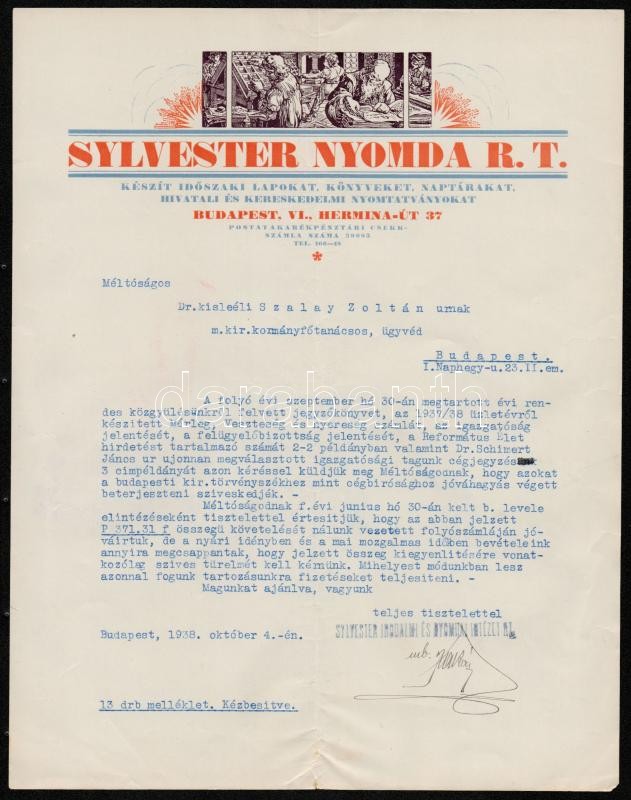 SYLVESTER NYOMDA R. T.
KÉSZIT IDŐSZAKI LAPOKAT, KÖNYVEKET, NAPTÁRAKAT,
HIVATALI ÉS KERESKEDELMI NYOMTATVÁNYOKAT
BUDAPEST, VI., HERMINA-ÚT 37
POSTATAKARÉKPÉNZTÁRI CSEKK-
SZÁMLA SZÁMA 39003
TEL. 160-48
Méltóságos
Dr.kisleéli Szalay Zoltán urnak
m.kir.kormányfőtanácsos, ügyvéd
Budapest.
I.Naphegy-u.23.II.em.
A folyó évi szeptember hó 30-án megtartott évi ren-
des közgyülésünkről felvett jegyzőkönyvet, az 1937/38 üzletévről
készitett Mérleg, Veszteség és nyereség számlát, az igazgatóság
jelentését, a felügyelőbizottság jelentését, a Református Élet
hirdetést tartalmazó számát 2-2 példányban valamint Dr.Schimert
János ur ujonnan megválasztott igazgatósági tagunk cégjegyzés
3 cimpéldányát azon kéréssel küldjük meg Méltóságodnak, hogy azokat
a budapesti kir.törvényszékhez mint cégbirósághoz jóváhagyás végett
beterjeszteni sziveskedjék. -
Méltóságodnak f.évi junius hó 30-án kelt b. levele
elintézéseként tisztelettel értesitjük, hogy az abban jelzett
P 371.31 f összegü követelését nálunk vezetett folyószámláján jó-
váirtuk, de a nyári idényben és a mai mozgalmas időben bevételeink
annyira megcsappantak, hogy jelzett összeg kiegyenlitésére vonat-
kozólag szives türelmét kell kérnünk. Mihelyest módunkban lesz
azonnal fogunk tartozásunkra fizetéseket teljesiteni. -
Magunkat ajánlva, vagyunk
teljes tisztelettel
SYLVESTER IRODALMI ÉS NYOMDAI INTÉZET RT.
Budapest, 1938. október 4.-én.
13 drb melléklet. Kézbesitve.
darabanth